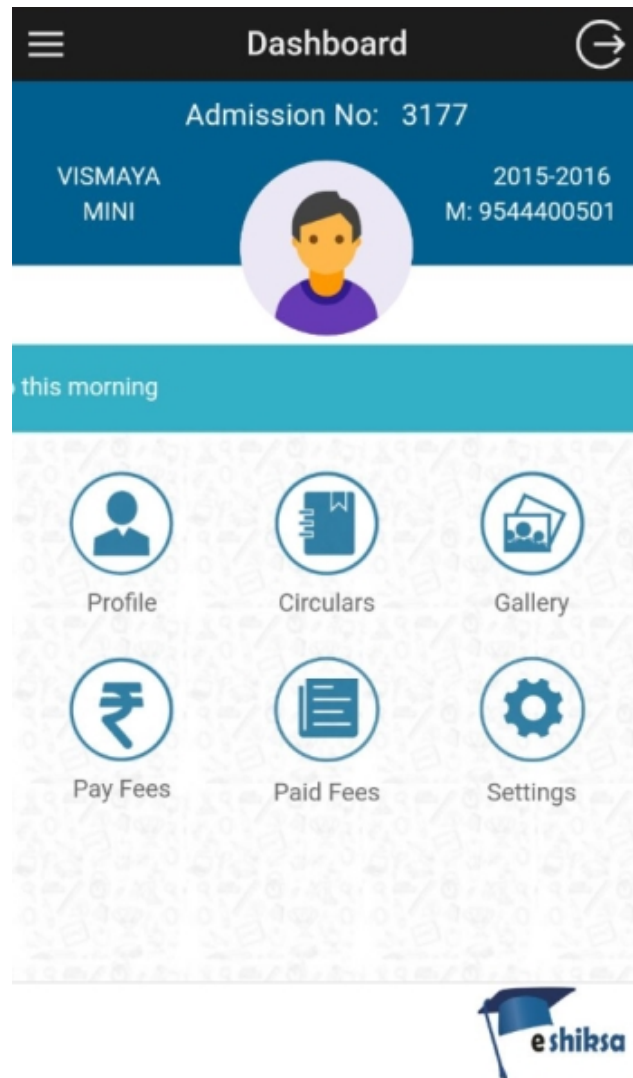 Dashboard
Admission No: 3177
VISMAYA
MINI
2015-2016
M: 9544400501
this morning
Profile
Circulars
Gallery
Pay Fees
Paid Fees
Settings
eshiksa